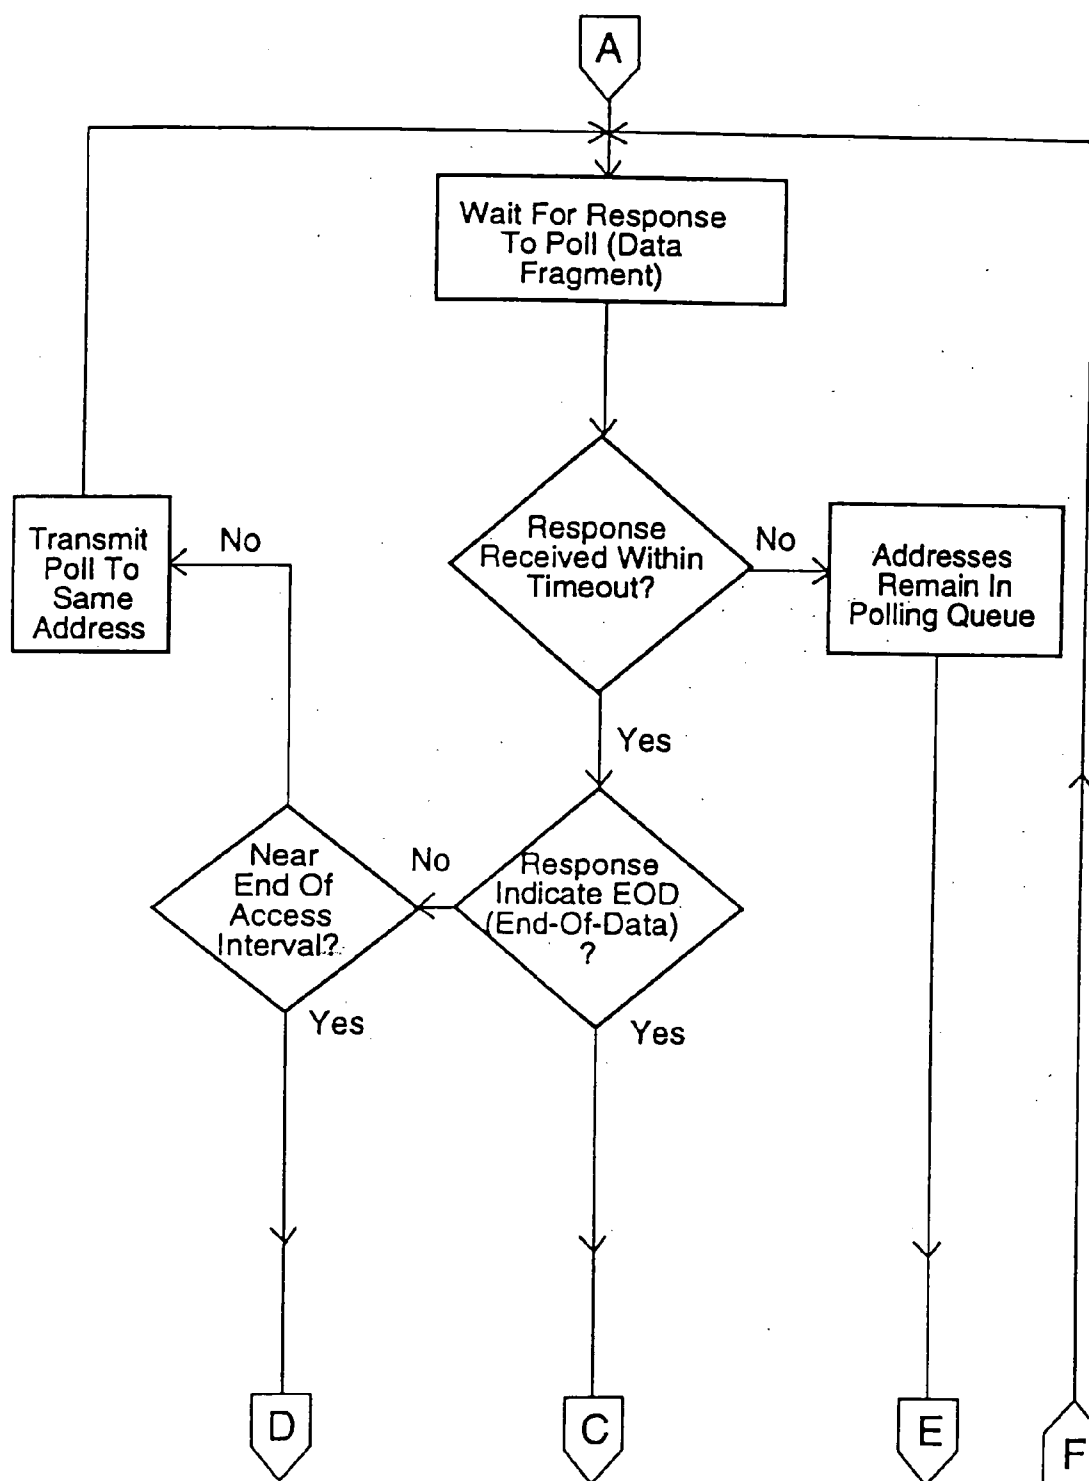 A
Wait For Response
To Poll (Data
Fragment)
Response
Received Within
Timeout?
No
Addresses
Remain In
Polling Queue
No
Transmit
Poll To
Same
Address
Yes
Response
Indicate EOD
(End-Of-Data)
?
No
Near
End Of
Access
Interval?
Yes
Yes
D
C
E
F